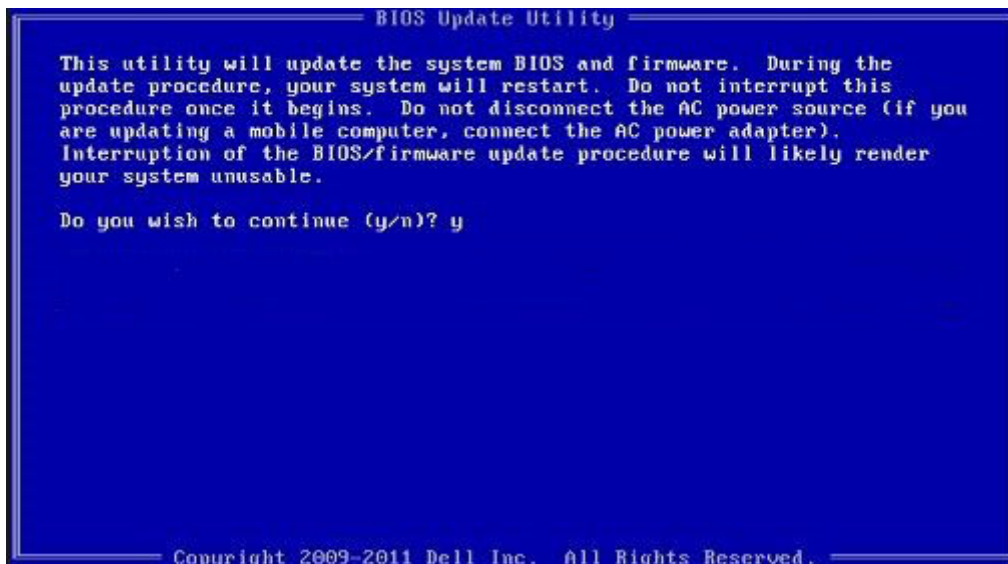 BIOS Update Utility
This utility will update the system BIOS and firmware. During the
update procedure, your system will restart. Do not interrupt this
procedure once it begins. Do not disconnect the AC power source (if you
are updating a mobile computer, connect the AC power adapter).
Interruption of the BIOS/firmware update procedure will likely render
your system unusable.
Do you wish to continue (y/n)? y
Copyright 2009-2011 Dell Inc. All Rights Reserved.